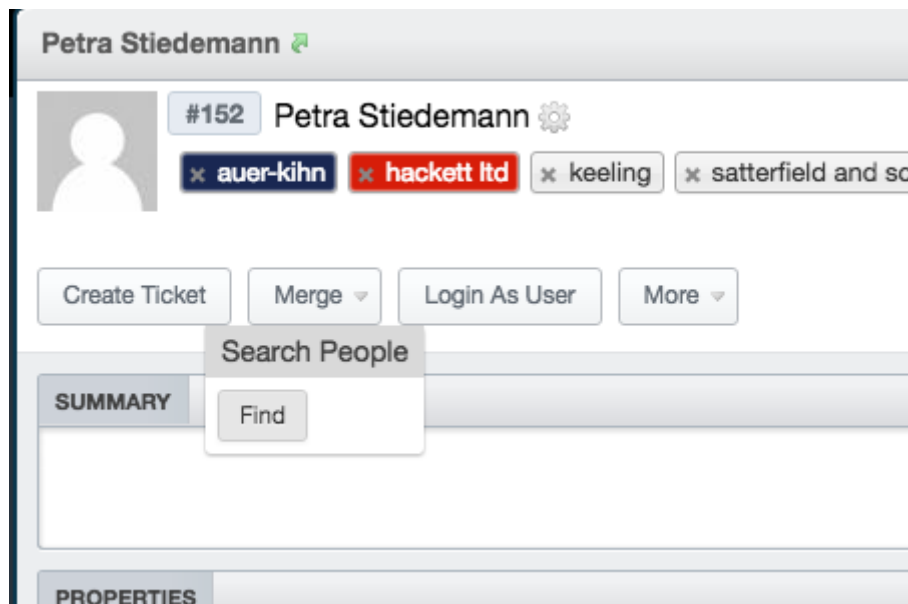 Petra Stiedemann
#152 Petra Stiedemann
× auer-kihn × hackett ltd × keeling × satterfield and
Create Ticket Merge Login As User More
Search People
SUMMARY
Find
PROPERTIES